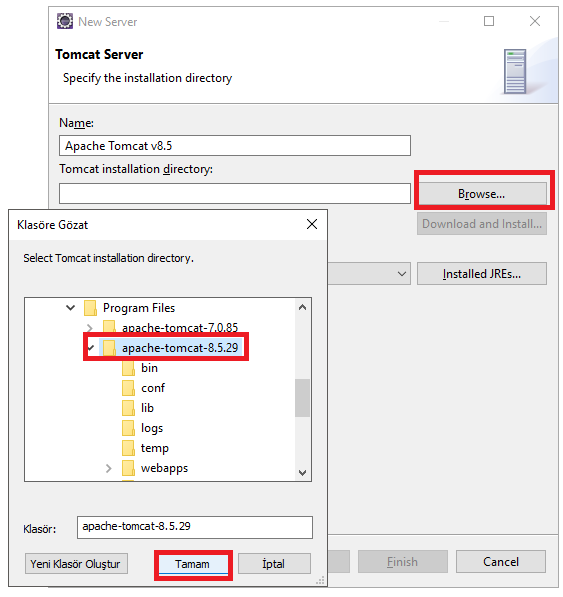 New Server
Tomcat Server
Specify the installation directory
Name:
Apache Tomcat v8.5
Tomcat installation directory:
Browse...
Download and Install...
Installed JREs...
Klasöre Gözat
Select Tomcat installation directory.
Program Files
apache-tomcat-7.0.85
apache-tomcat-8.5.29
bin
conf
lib
logs
temp
webapps
Klasör:
apache-tomcat-8.5.29
Yeni Klasör Oluştur
Tamam
İptal
Finish
Cancel